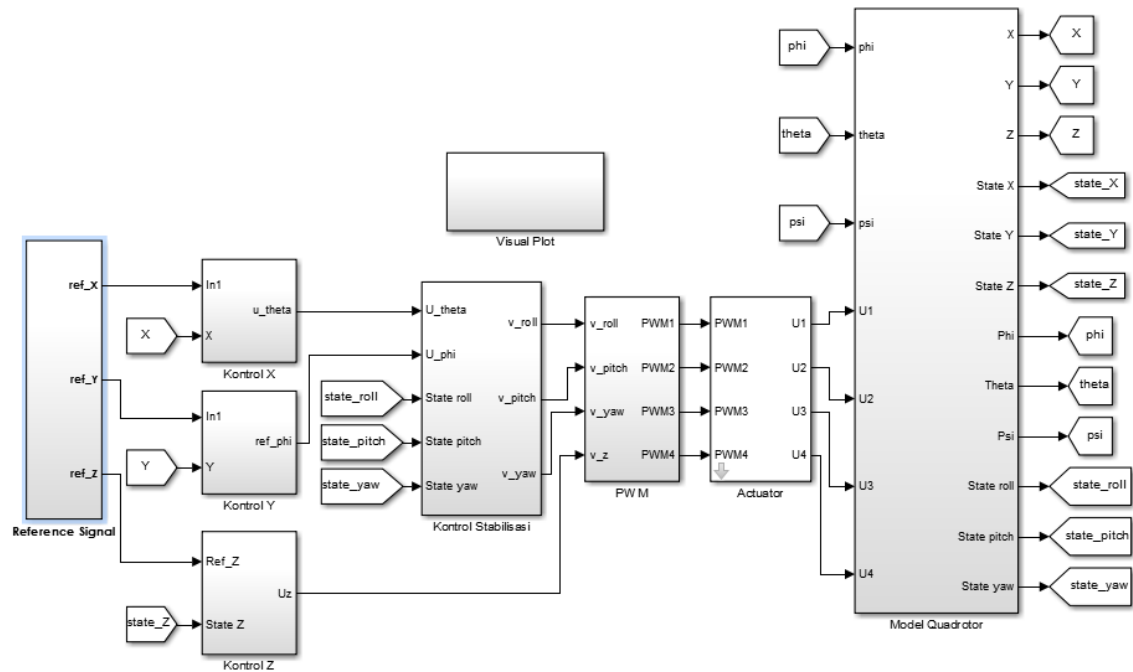 Reference Signal
ref_X
ref_Y
ref_Z
X
In1
X
u_theta
Kontrol X
Y
In1
Y
ref_phi
Kontrol Y
state_Z
Ref_Z
State Z
Uz
Kontrol Z
Visual Plot
state_roll
state_pitch
state_yaw
U_theta
U_phi
State roll
State pitch
State yaw
v_roll
v_pitch
v_yaw
Kontrol Stabilisasi
v_roll
v_pitch
v_yaw
v_z
PWM1
PWM2
PWM3
PWM4
PWM
PWM1
PWM2
PWM3
PWM4
U1
U2
U3
U4
Actuator
phi
theta
psi
phi
theta
psi
U1
U2
U3
U4
X
Y
Z
State X
State Y
State Z
Phi
Theta
Psi
State roll
State pitch
State yaw
Model Quadrotor
X
Y
Z
state_X
state_Y
state_Z
phi
theta
psi
state_roll
state_pitch
state_yaw